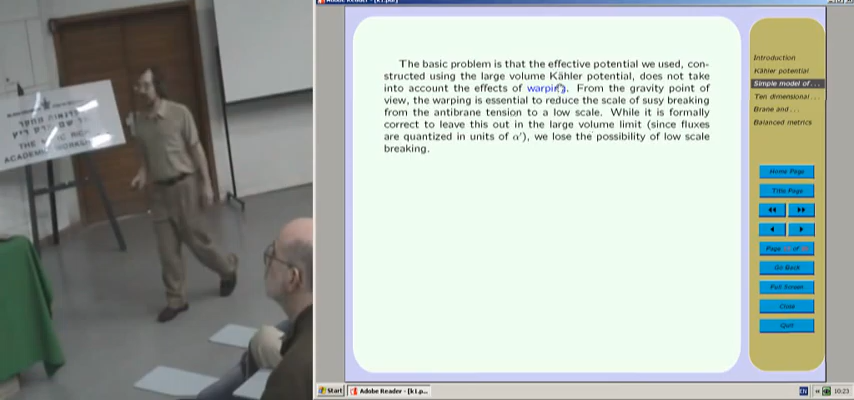 The basic problem is that the effective potential we used, con-
structed using the large volume Kähler potential, does not take
into account the effects of warping. From the gravity point of
view, the warping is essential to reduce the scale of susy breaking
from the antibrane tension to a low scale. While it is formally
correct to leave this out in the large volume limit (since fluxes
are quantized in units of α′), we lose the possibility of low scale
breaking.
Introduction
Kähler potential
Simple model of ...
Ten dimensional ...
Brane and ...
Balanced metrics
Home Page
Title Page
Page of
Go Back
Full Screen
Close
Quit
Start
Adobe Reader - [k1.p...
EN
10:23
THE
ACADEMIC